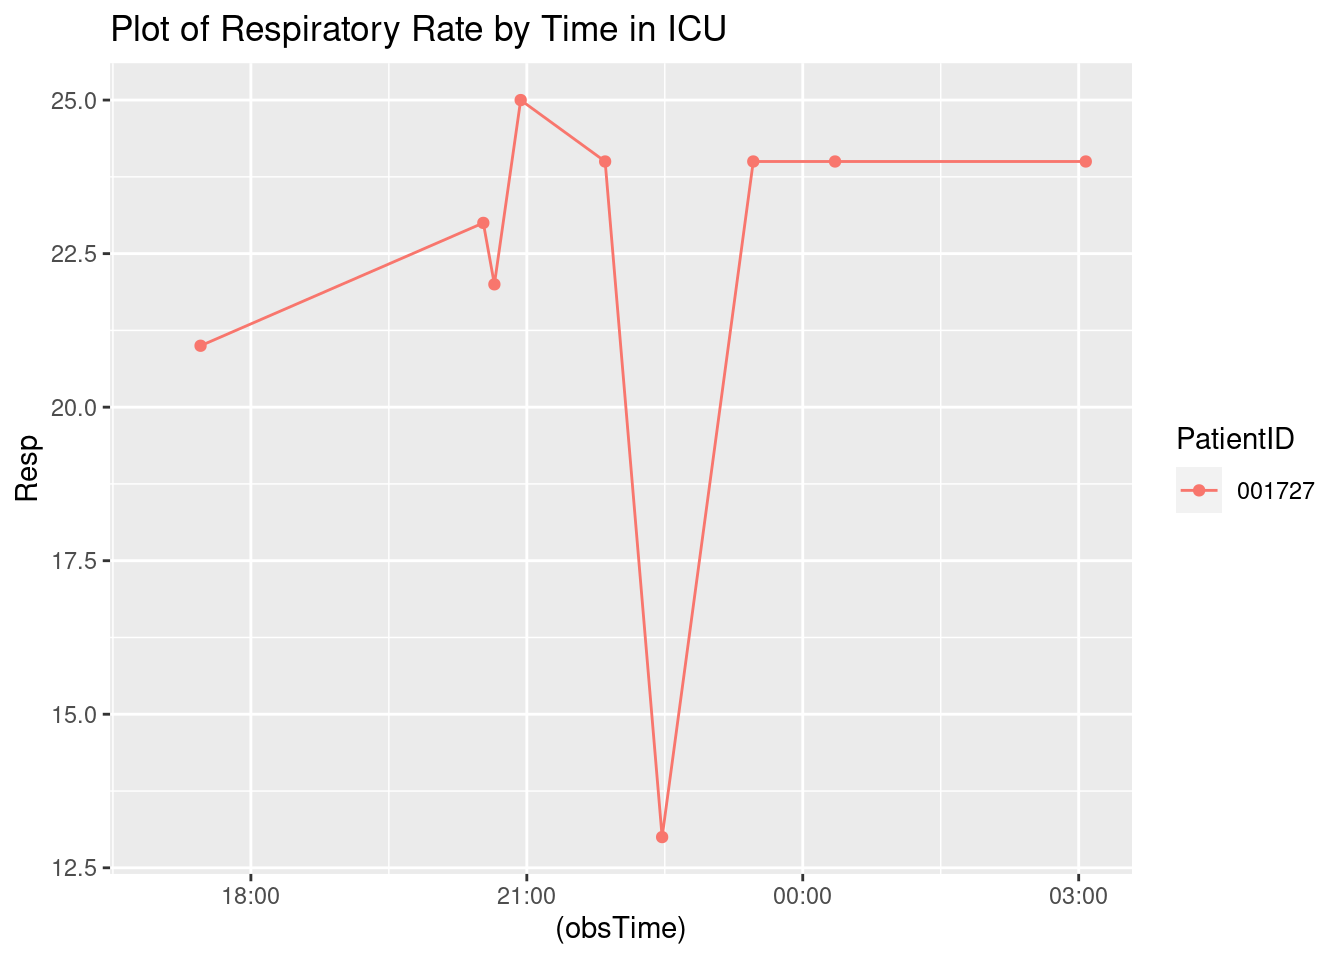 Plot of Respiratory Rate by Time in ICU
25.0
22.5
20.0
17.5
15.0
12.5
Resp
18:00 21:00 00:00 03:00
(obsTime)
PatientID
001727